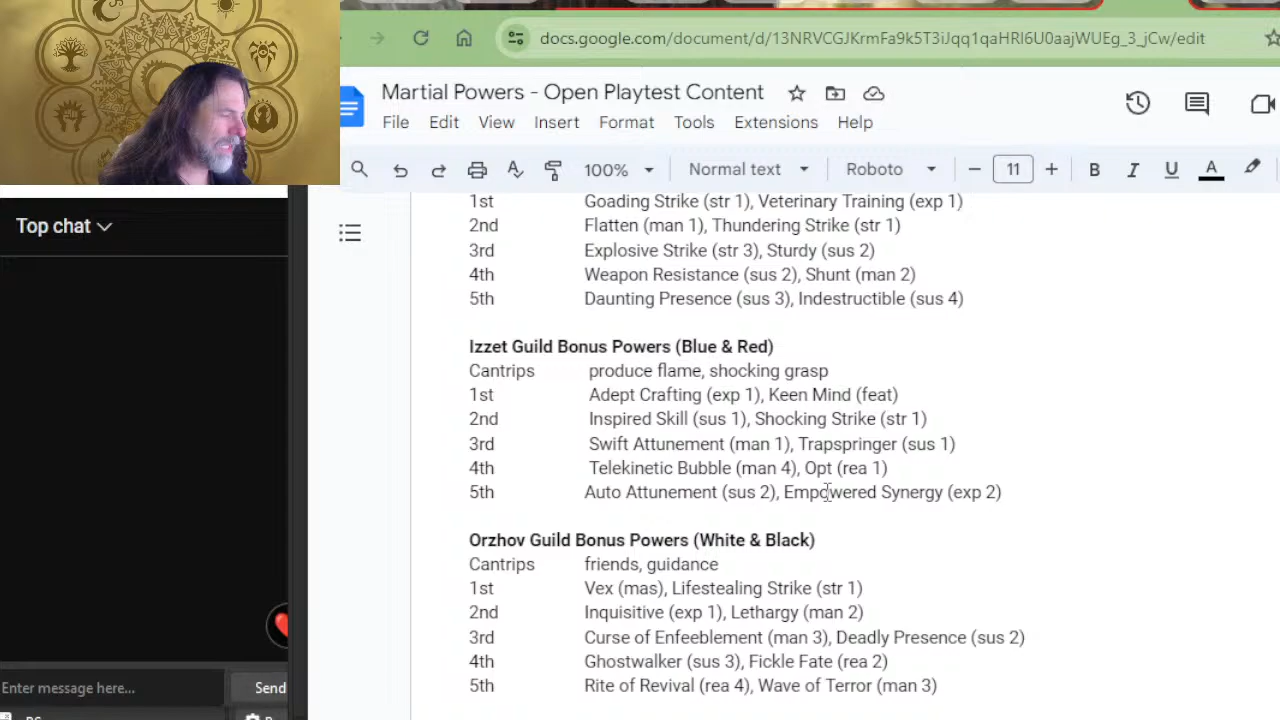 docs.google.com/document/d/13NRVCGJKrmFa9k5T3iJqq1qaHRl6U0aajWUEg_3_jCw/edit
Martial Powers - Open Playtest Content
File Edit View Insert Format Tools Extensions Help
100% Normal text Roboto 11 B I U A
Top chat
1st Goading Strike (str 1), Veterinary Training (exp 1)
2nd Flatten (man 1), Thundering Strike (str 1)
3rd Explosive Strike (str 3), Sturdy (sus 2)
4th Weapon Resistance (sus 2), Shunt (man 2)
5th Daunting Presence (sus 3), Indestructible (sus 4)
Izzet Guild Bonus Powers (Blue & Red)
Cantrips produce flame, shocking grasp
1st Adept Crafting (exp 1), Keen Mind (feat)
2nd Inspired Skill (sus 1), Shocking Strike (str 1)
3rd Swift Attunement (man 1), Trapspringer (sus 1)
4th Telekinetic Bubble (man 4), Opt (rea 1)
5th Auto Attunement (sus 2), Empowered Synergy (exp 2)
Orzhov Guild Bonus Powers (White & Black)
Cantrips friends, guidance
1st Vex (mas), Lifestealing Strike (str 1)
2nd Inquisitive (exp 1), Lethargy (man 2)
3rd Curse of Enfeeblement (man 3), Deadly Presence (sus 2)
4th Ghostwalker (sus 3), Fickle Fate (rea 2)
5th Rite of Revival (rea 4), Wave of Terror (man 3)
Enter message here...
Send